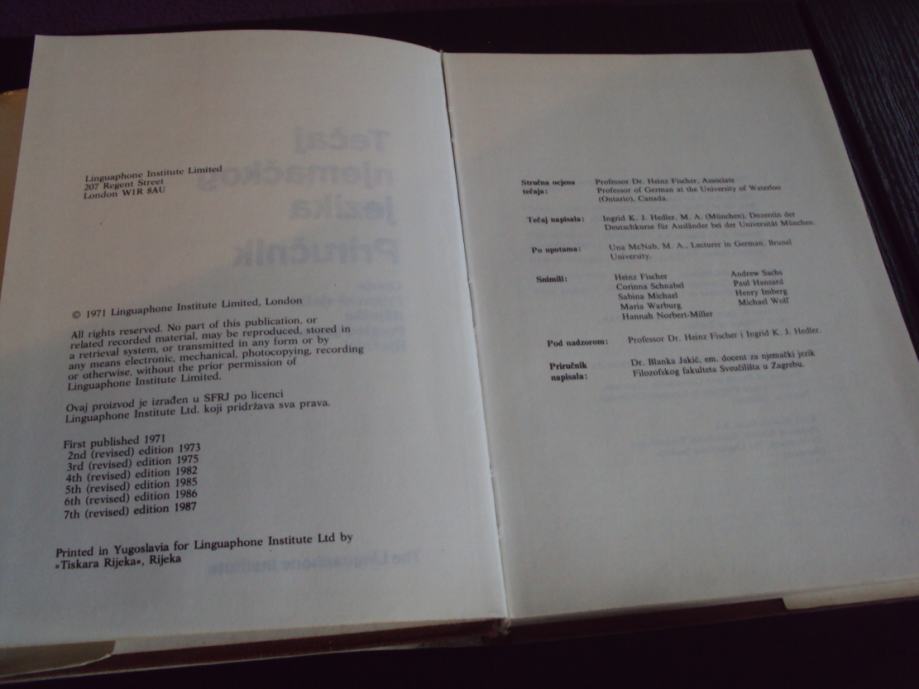 Linguaphone Institute Limited
207 Regent Street
London W1R 8AU
© 1971 Linguaphone Institute Limited, London
All rights reserved. No part of this publication, or
related recorded material, may be reproduced, stored in
a retrieval system, or transmitted in any form or by
any means electronic, mechanical, photocopying, recording
or otherwise, without the prior permission of
Linguaphone Institute Limited.
Ovaj proizvod je izrađen u SFRJ po licenci
Linguaphone Institute Ltd. koji pridržava sva prava.
First published 1971
2nd (revised) edition 1973
3rd (revised) edition 1975
4th (revised) edition 1982
5th (revised) edition 1985
6th (revised) edition 1986
7th (revised) edition 1987
Printed in Yugoslavia for Linguaphone Institute Ltd by
»Tiskara Rijeka«, Rijeka
Tečaj
njemačkog
jezika
Priručnik
The Linguaphone Institute
Stručna ocjena tečaja: Professor Dr. Heinz Fischer, Associate
Professor of German at the University of Waterloo
(Ontario), Canada.
Tečaj napisala: Ingrid K. J. Hedler, M. A. (München), Dozentin der
Deutschkurse für Ausländer bei der Universität München.
Po uputama: Una McNab, M. A., Lecturer in German, Brunel
University.
Snimili: Heinz Fischer Andrew Sachs
Corinna Schnabel Paul Hansard
Sabina Michael Henry Imberg
Maria Warburg Michael Wolf
Hannah Norbert-Miller
Pod nadzorom: Professor Dr. Heinz Fischer i Ingrid K. J. Hedler.
Priručnik napisala: Dr. Blanka Jakić, em. docent za njemački jezik
Filozofskog fakulteta Sveučilišta u Zagrebu.